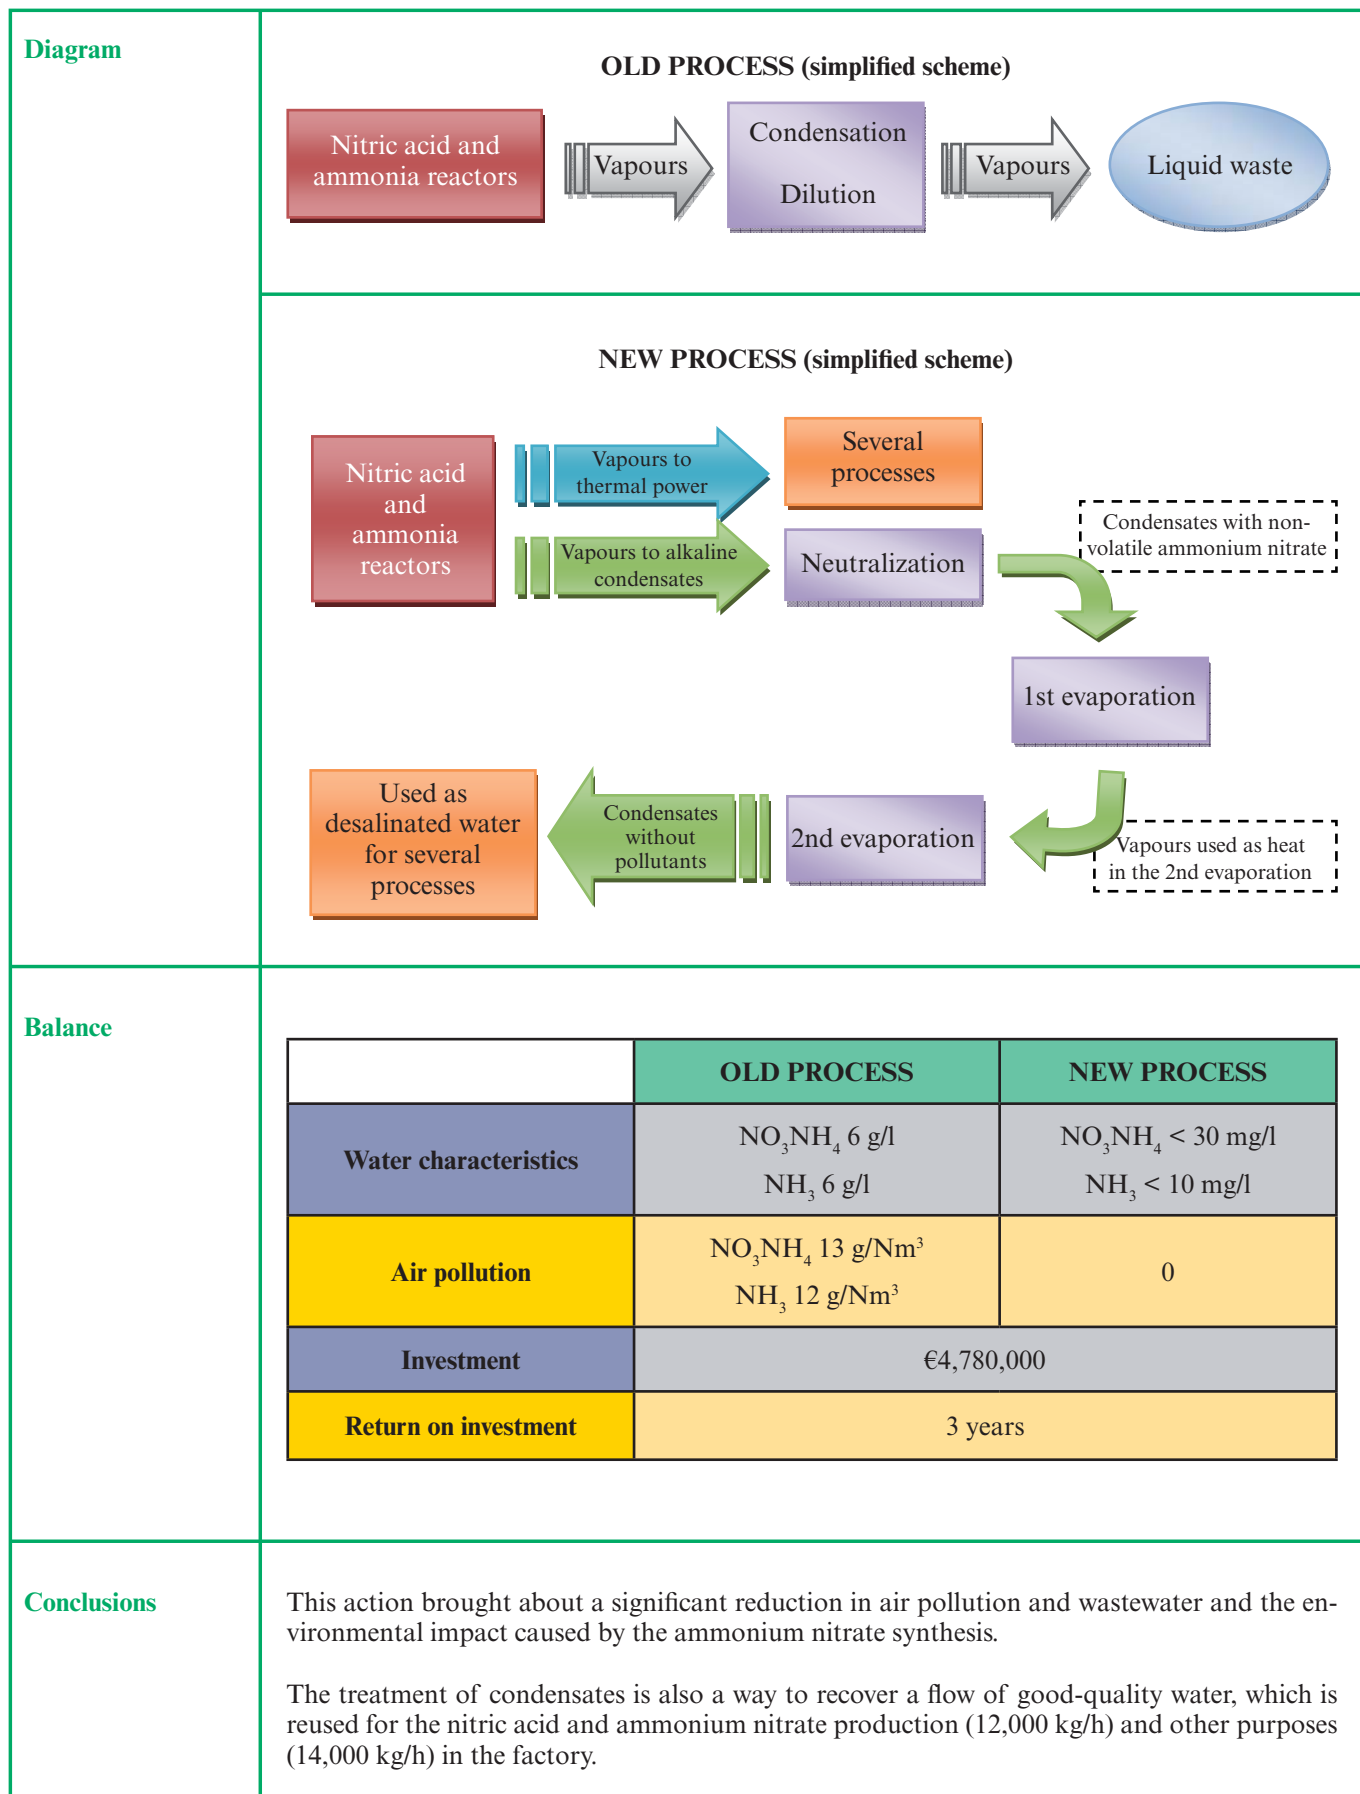 Diagram
OLD PROCESS (simplified scheme)
Nitric acid and
ammonia reactors
Vapours
Condensation
Dilution
Vapours
Liquid waste
NEW PROCESS (simplified scheme)
Nitric acid
and
ammonia
reactors
Vapours to
thermal power
Several
processes
Vapours to alkaline
condensates
Neutralization
Condensates with non-
volatile ammonium nitrate
1st evaporation
Vapours used as heat
in the 2nd evaporation
2nd evaporation
Condensates
without
pollutants
Used as
desalinated water
for several
processes
Balance
OLD PROCESS
NEW PROCESS
Water characteristics
NO₃NH₄ 6 g/l
NH₃ 6 g/l
NO₃NH₄ < 30 mg/l
NH₃ < 10 mg/l
Air pollution
NO₃NH₄ 13 g/Nm³
NH₃ 12 g/Nm³
0
Investment
€4,780,000
Return on investment
3 years
Conclusions
This action brought about a significant reduction in air pollution and wastewater and the en-
vironmental impact caused by the ammonium nitrate synthesis.
The treatment of condensates is also a way to recover a flow of good-quality water, which is
reused for the nitric acid and ammonium nitrate production (12,000 kg/h) and other purposes
(14,000 kg/h) in the factory.